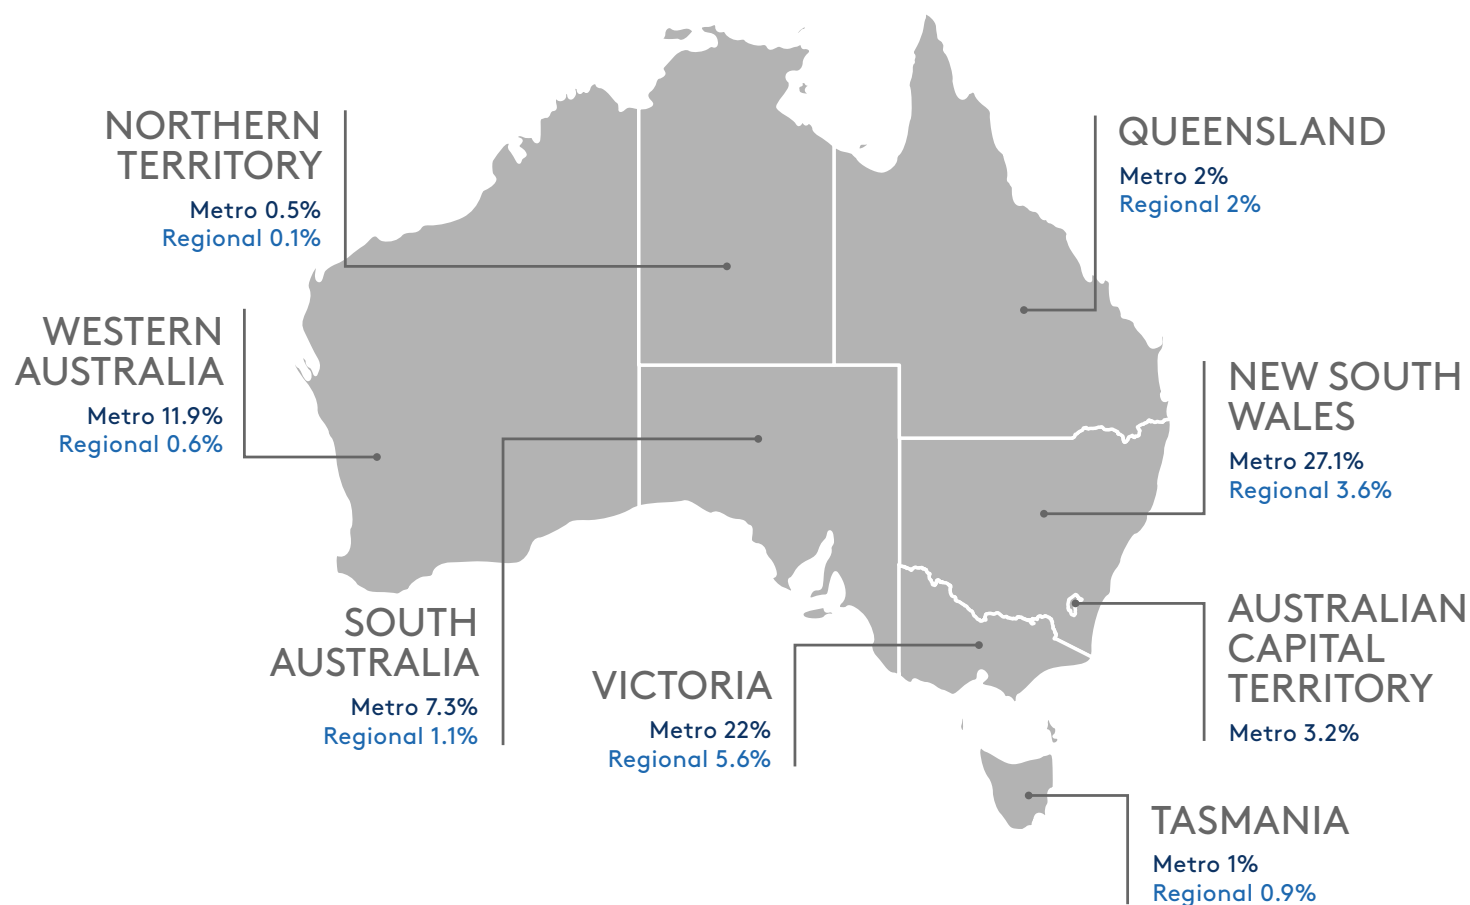 NORTHERN
TERRITORY
Metro 0.5%
Regional 0.1%
QUEENSLAND
Metro 2%
Regional 2%
WESTERN
AUSTRALIA
Metro 11.9%
Regional 0.6%
NEW SOUTH
WALES
Metro 27.1%
Regional 3.6%
SOUTH
AUSTRALIA
Metro 7.3%
Regional 1.1%
VICTORIA
Metro 22%
Regional 5.6%
AUSTRALIAN
CAPITAL
TERRITORY
Metro 3.2%
TASMANIA
Metro 1%
Regional 0.9%